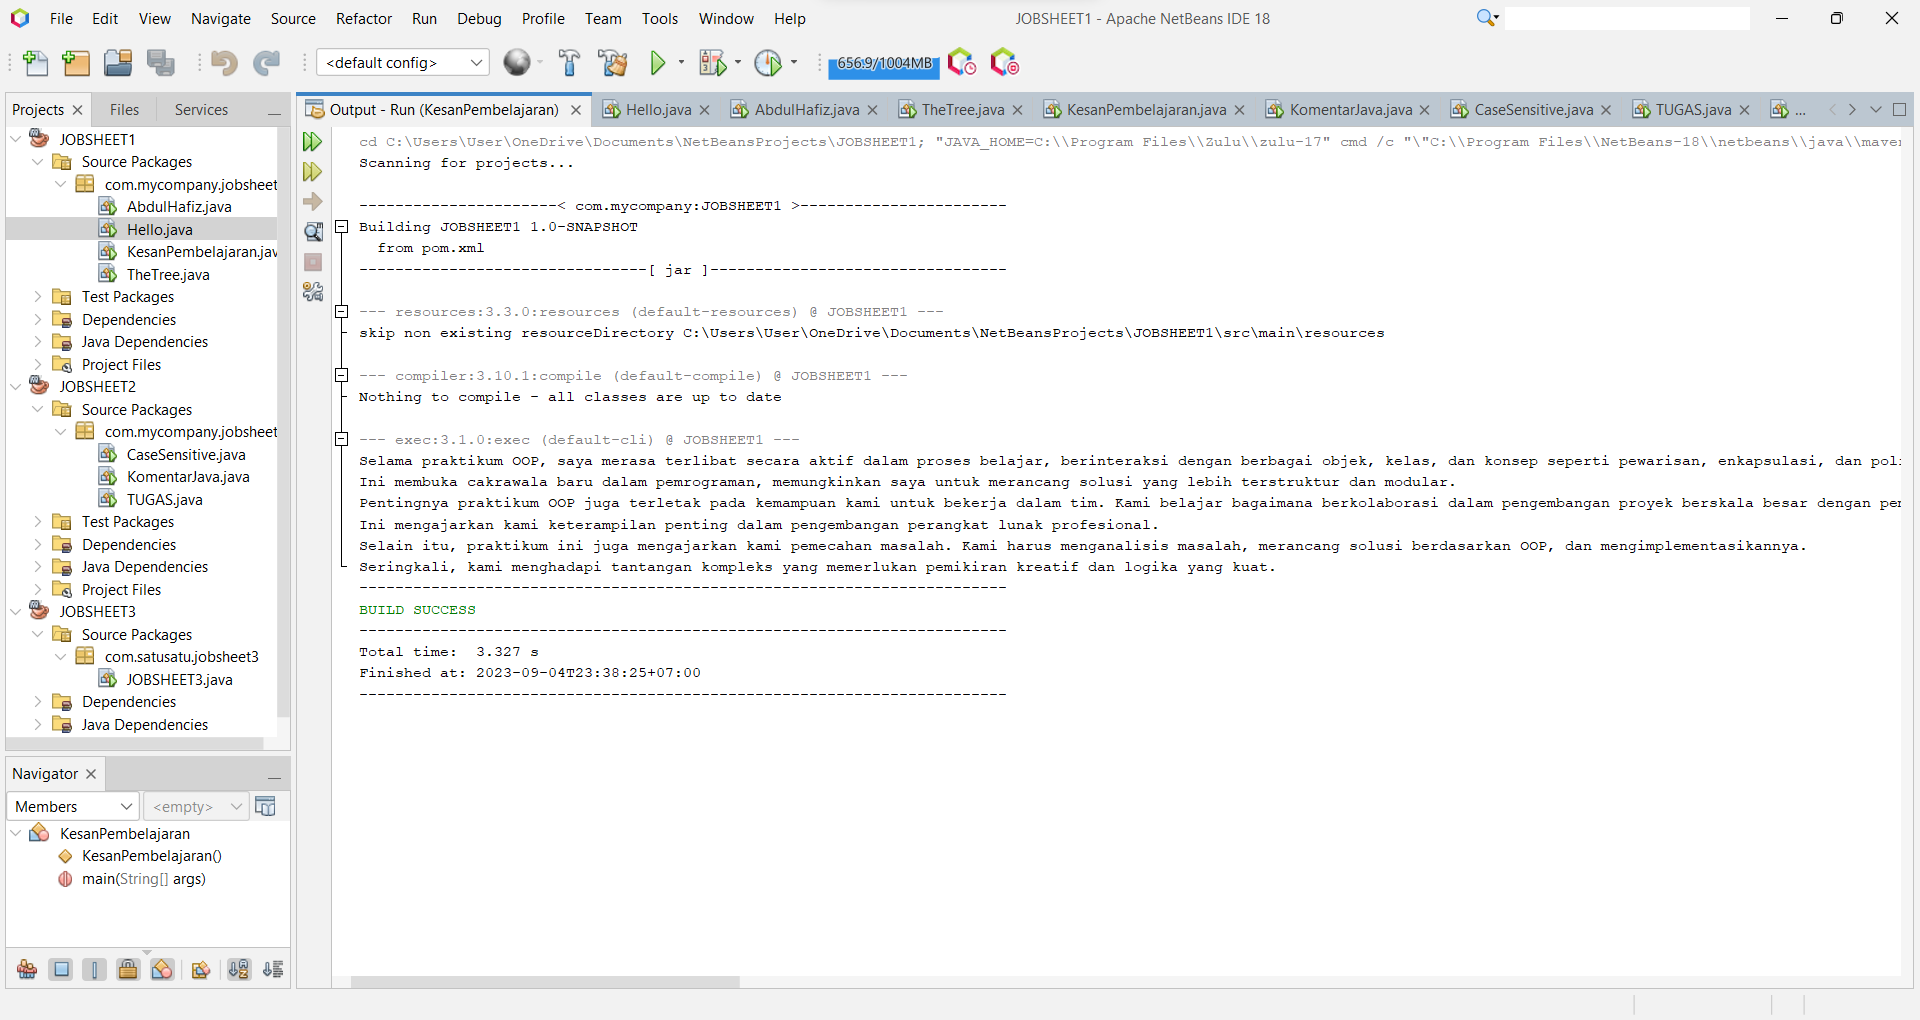 File Edit View Navigate Source Refactor Run Debug Profile Team Tools Window Help
JOBSHEET1 - Apache NetBeans IDE 18
<default config>
656.9/1004MB
Projects Files Services
JOBSHEET1
Source Packages
com.mycompany.jobsheet
AbdulHafiz.java
Hello.java
KesanPembelajaran.jav
TheTree.java
Test Packages
Dependencies
Java Dependencies
Project Files
JOBSHEET2
Source Packages
com.mycompany.jobsheet
CaseSensitive.java
KomentarJava.java
TUGAS.java
Test Packages
Dependencies
Java Dependencies
Project Files
JOBSHEET3
Source Packages
com.satusatu.jobsheet3
JOBSHEET3.java
Dependencies
Java Dependencies
Navigator
Members <empty>
KesanPembelajaran
KesanPembelajaran()
main(String[] args)
Output - Run (KesanPembelajaran) Hello.java AbdulHafiz.java TheTree.java KesanPembelajaran.java KomentarJava.java CaseSensitive.java TUGAS.java ...
cd C:\Users\User\OneDrive\Documents\NetBeansProjects\JOBSHEET1; "JAVA_HOME=C:\\Program Files\\Zulu\\zulu-17" cmd /c "\"C:\\Program Files\\NetBeans-18\\netbeans\\java\\maven
Scanning for projects...
----------------------< com.mycompany:JOBSHEET1 >-----------------------
Building JOBSHEET1 1.0-SNAPSHOT
from pom.xml
--------------------------------[ jar ]---------------------------------
--- resources:3.3.0:resources (default-resources) @ JOBSHEET1 ---
skip non existing resourceDirectory C:\Users\User\OneDrive\Documents\NetBeansProjects\JOBSHEET1\src\main\resources
--- compiler:3.10.1:compile (default-compile) @ JOBSHEET1 ---
Nothing to compile - all classes are up to date
--- exec:3.1.0:exec (default-cli) @ JOBSHEET1 ---
Selama praktikum OOP, saya merasa terlibat secara aktif dalam proses belajar, berinteraksi dengan berbagai objek, kelas, dan konsep seperti pewarisan, enkapsulasi, dan pol
Ini membuka cakrawala baru dalam pemrograman, memungkinkan saya untuk merancang solusi yang lebih terstruktur dan modular.
Pentingnya praktikum OOP juga terletak pada kemampuan kami untuk bekerja dalam tim. Kami belajar bagaimana berkolaborasi dalam pengembangan proyek berskala besar dengan pe
Ini mengajarkan kami keterampilan penting dalam pengembangan perangkat lunak profesional.
Selain itu, praktikum ini juga mengajarkan kami pemecahan masalah. Kami harus menganalisis masalah, merancang solusi berdasarkan OOP, dan mengimplementasikannya.
Seringkali, kami menghadapi tantangan kompleks yang memerlukan pemikiran kreatif dan logika yang kuat.
------------------------------------------------------------------------
BUILD SUCCESS
------------------------------------------------------------------------
Total time:  3.327 s
Finished at: 2023-09-04T23:38:25+07:00
------------------------------------------------------------------------